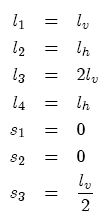 l₁ = lᵥ
l₂ = lₕ
l₃ = 2lᵥ
l₄ = lₕ
s₁ = 0
s₂ = 0
s₃ = lᵥ/2